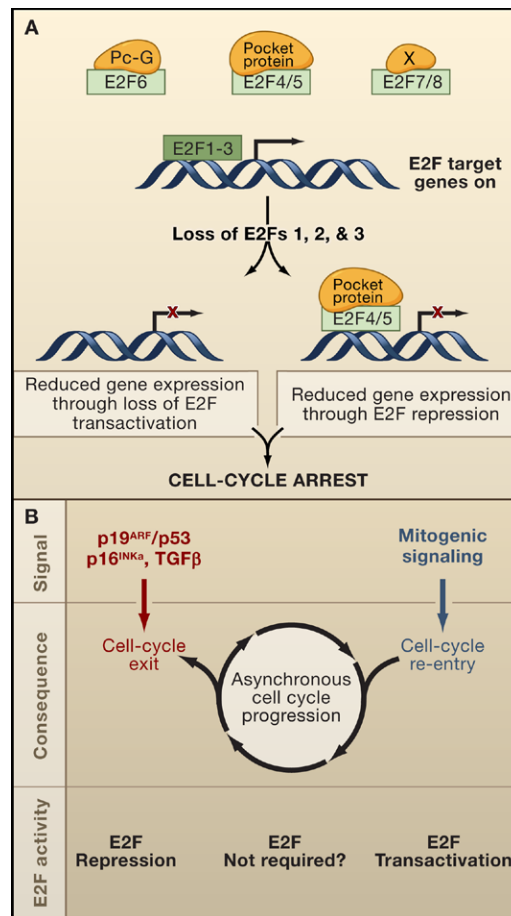 A
Pc-G
E2F6
Pocket
protein
E2F4/5
X
E2F7/8
E2F1-3
E2F target
genes on
Loss of E2Fs 1, 2, & 3
X
Pocket
protein
E2F4/5
X
Reduced gene expression
through loss of E2F
transactivation
Reduced gene expression
through E2F repression
CELL-CYCLE ARREST
B
Signal
p19ARF/p53
p16INKa, TGFβ
Mitogenic
signaling
Consequence
Cell-cycle
exit
Asynchronous
cell cycle
progression
Cell-cycle
re-entry
E2F activity
E2F
Repression
E2F
Not required?
E2F
Transactivation